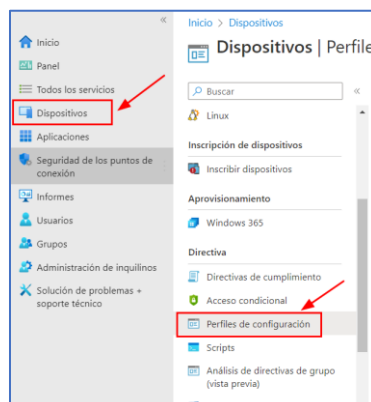 Inicio
Panel
Todos los servicios
Dispositivos
Aplicaciones
Seguridad de los puntos de
conexión
Informes
Usuarios
Grupos
Administración de inquilinos
Solución de problemas +
soporte técnico
Inicio > Dispositivos
Dispositivos | Perfile
Buscar
Linux
Inscripción de dispositivos
Inscribir dispositivos
Aprovisionamiento
Windows 365
Directiva
Directivas de cumplimiento
Acceso condicional
Perfiles de configuración
Scripts
Análisis de directivas de grupo
(vista previa)